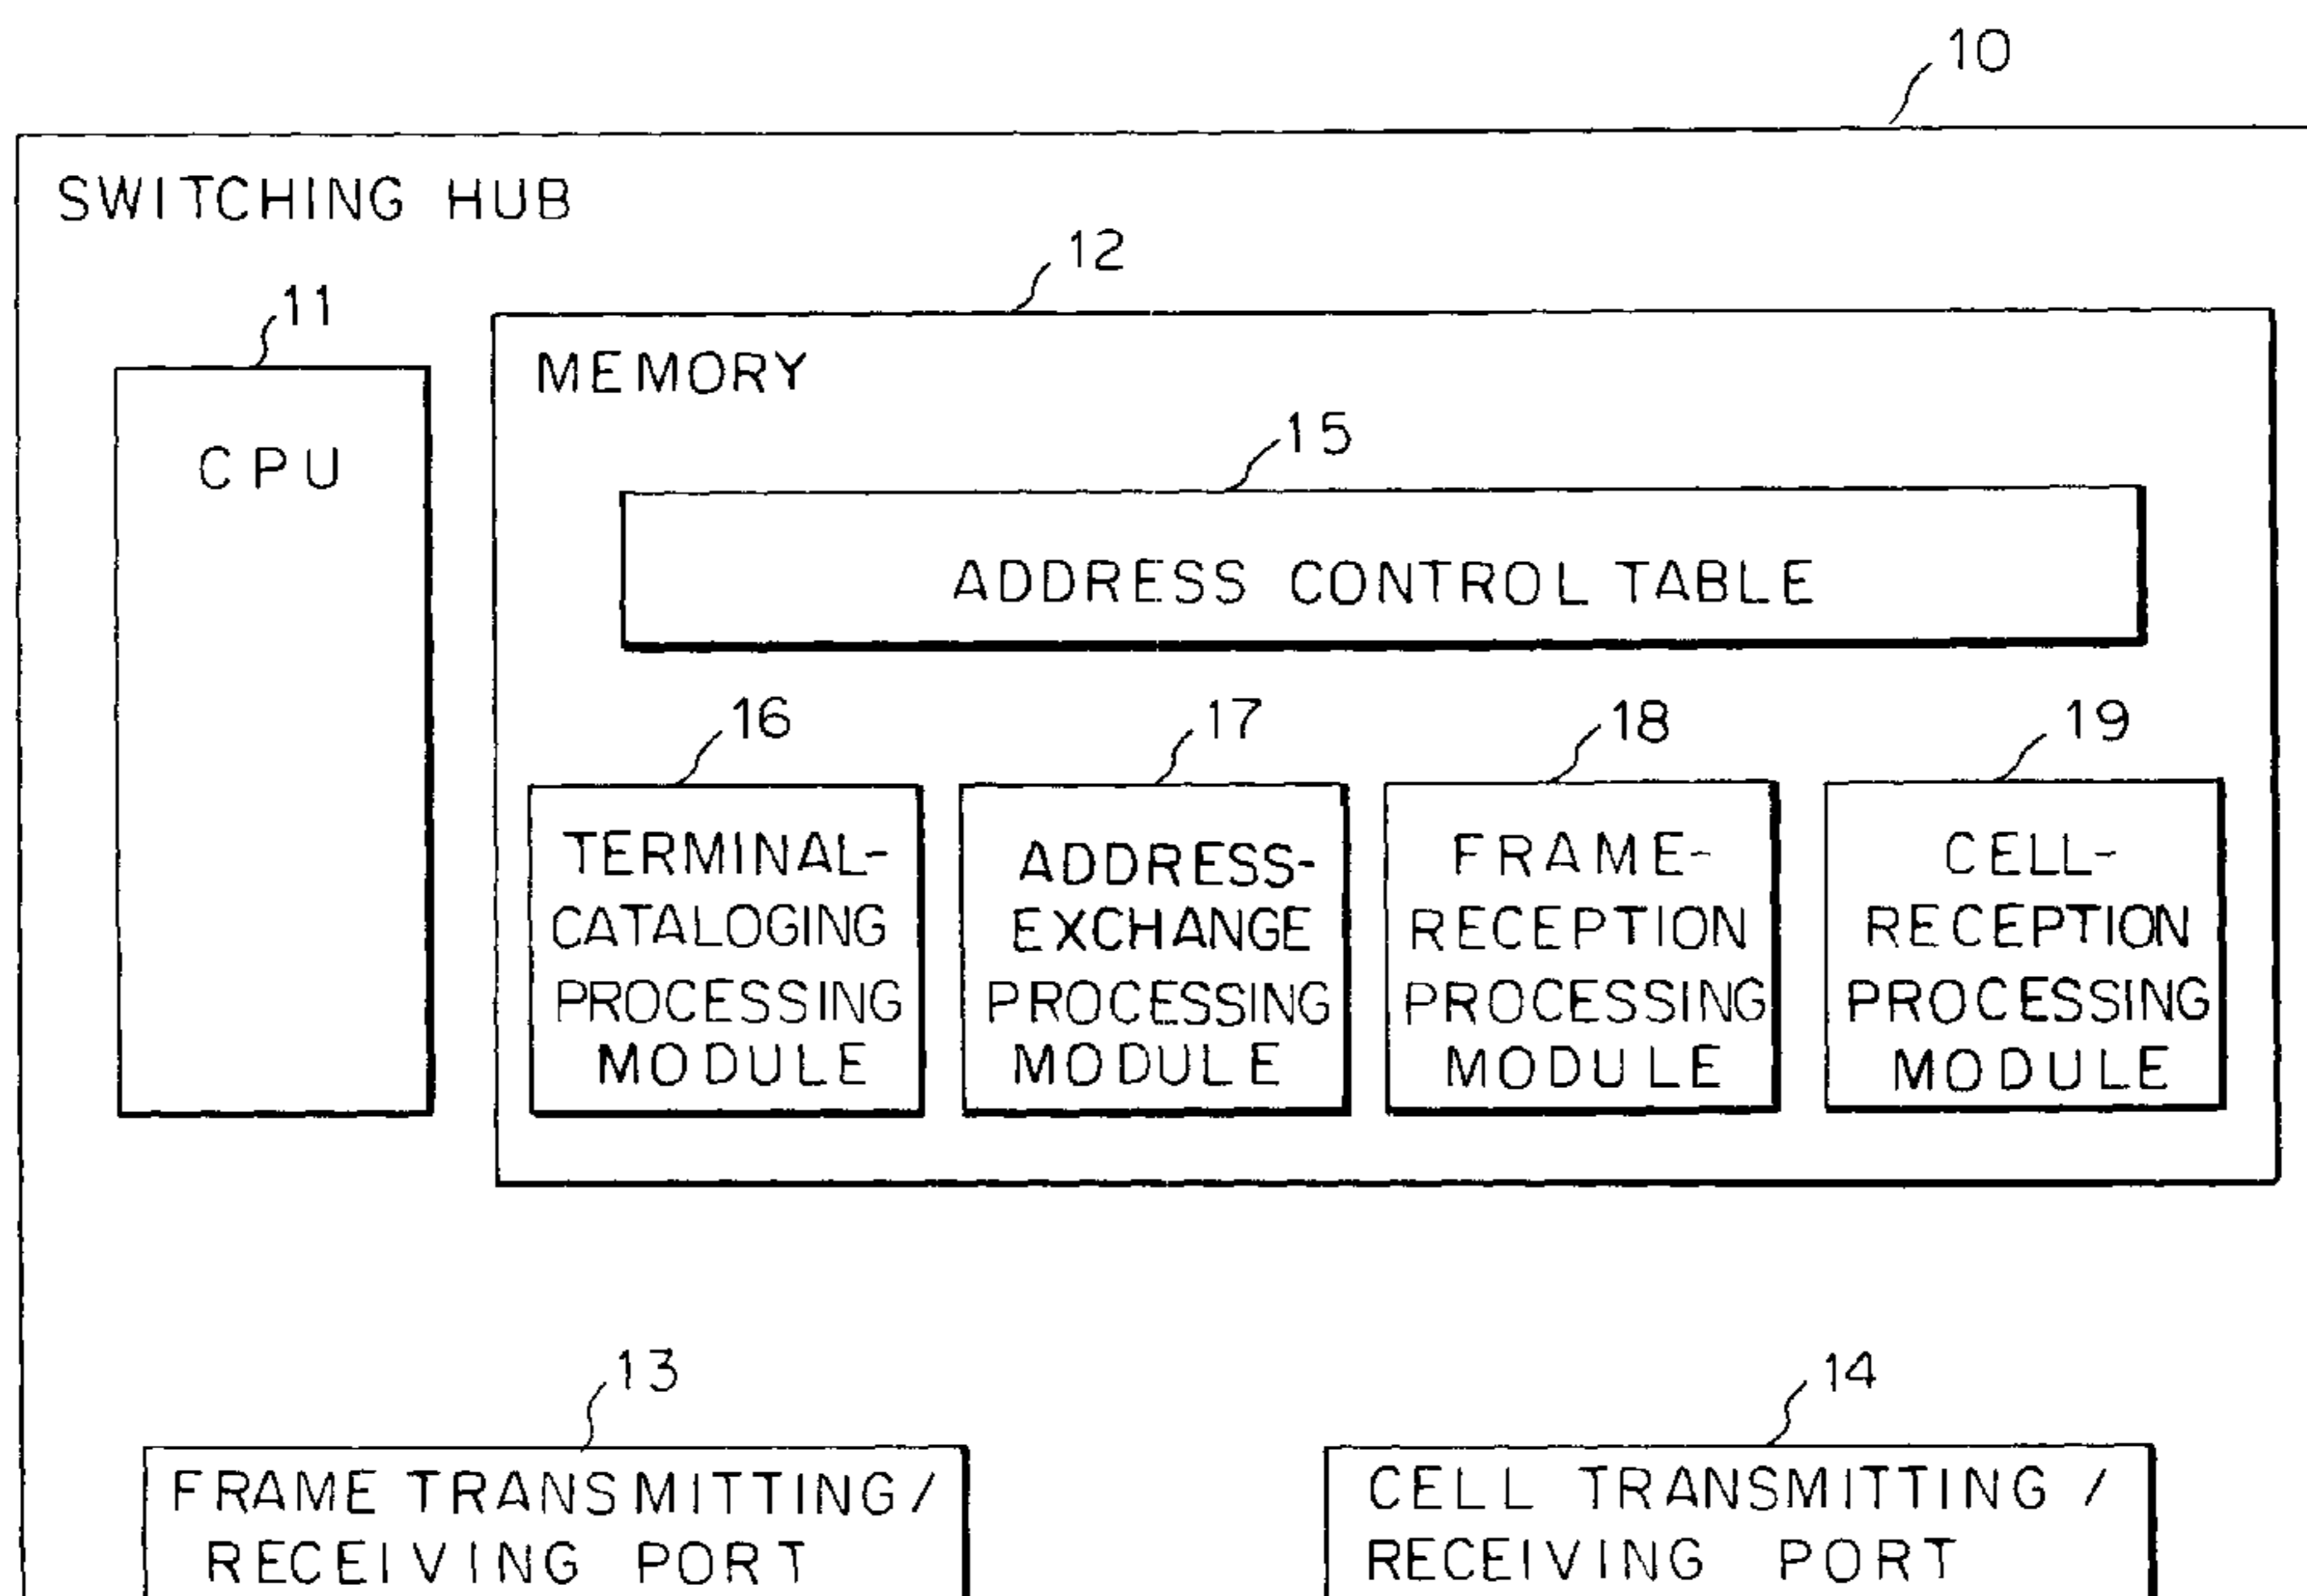 10
SWITCHING HUB
12
11
MEMORY
CPU
15
ADDRESS CONTROL TABLE
16
17
18
19
TERMINAL-
CATALOGING
PROCESSING
MODULE
ADDRESS-
EXCHANGE
PROCESSING
MODULE
FRAME-
RECEPTION
PROCESSING
MODULE
CELL-
RECEPTION
PROCESSING
MODULE
13
14
FRAME TRANSMITTING/
RECEIVING PORT
CELL TRANSMITTING /
RECEIVING PORT